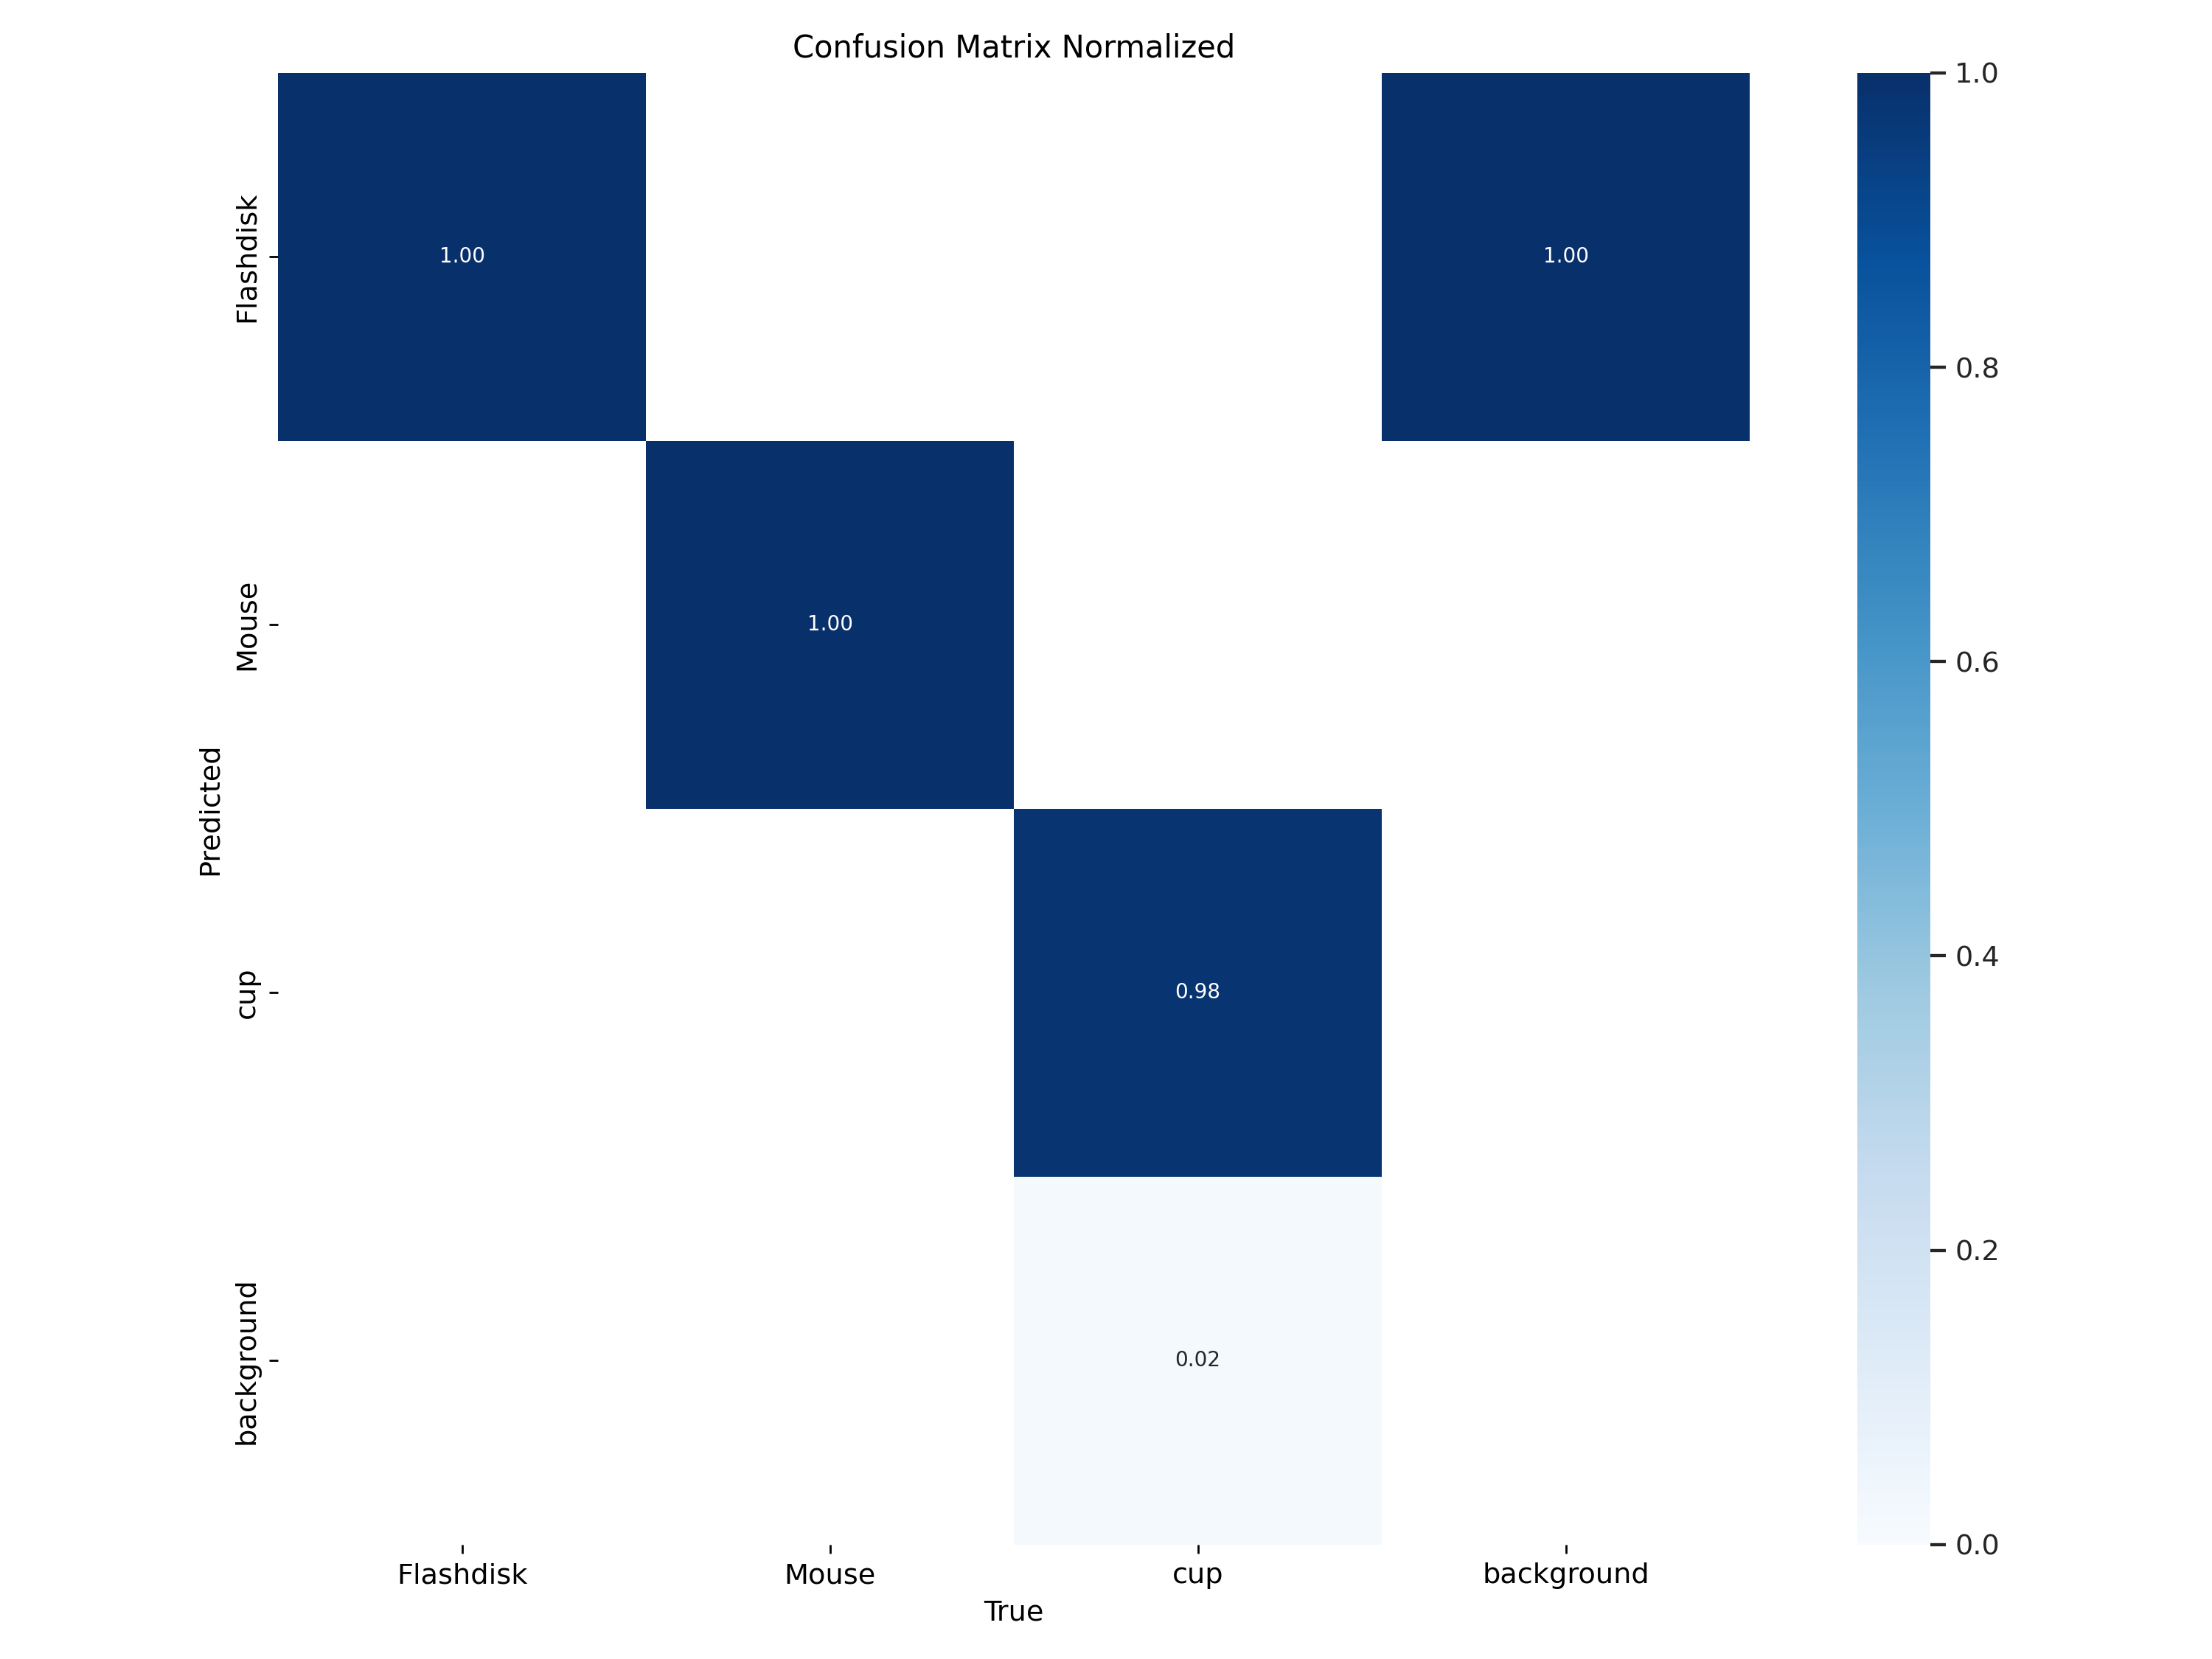 Confusion Matrix Normalized
Flashdisk
Mouse
cup
background
Predicted
1.00
1.00
1.00
0.98
0.02
Flashdisk
Mouse
cup
background
True
1.0
0.8
0.6
0.4
0.2
0.0